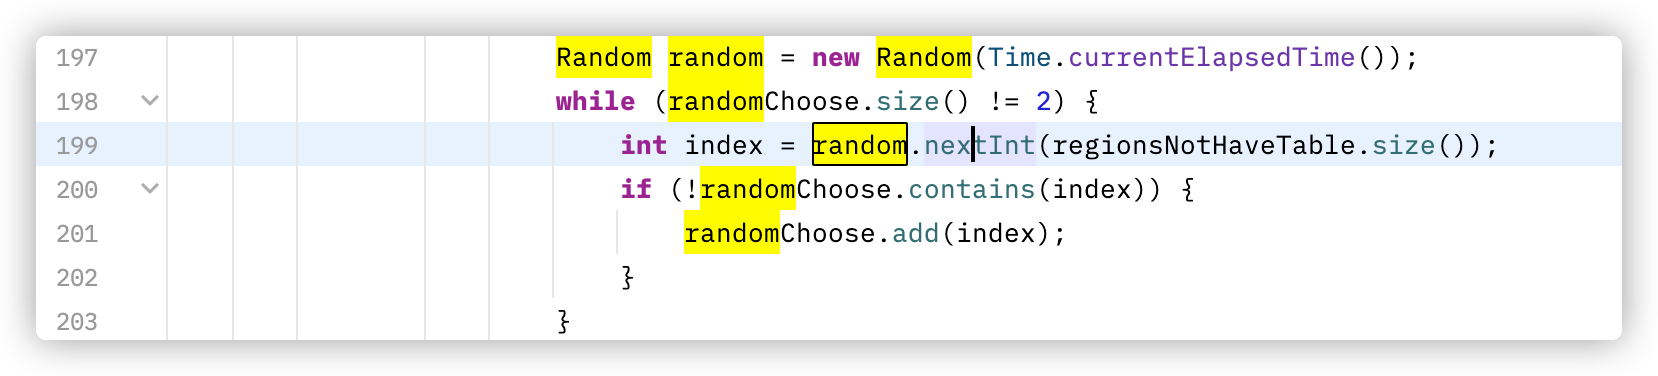 197 Random random = new Random(Time.currentElapsedTime());
198 while (randomChoose.size() != 2) {
199 int index = random.nextInt(regionsNotHaveTable.size());
200 if (!randomChoose.contains(index)) {
201 randomChoose.add(index);
202 }
203 }